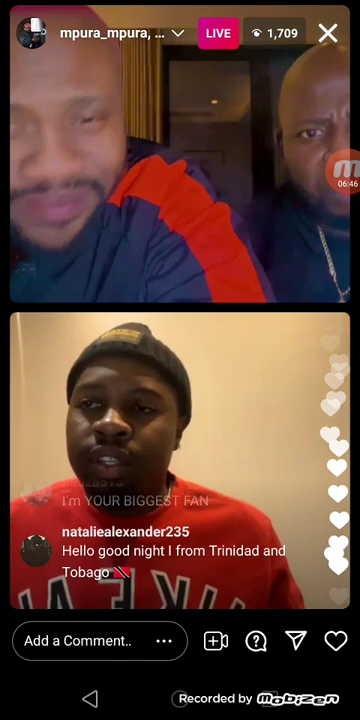 mpura_mpura, ...
LIVE
1,709
06:46
I'm YOUR BIGGEST FAN
nataliealexander235
Hello good night I from Trinidad and
Tobago 🇹🇹
Add a Comment..
Recorded by mobizen